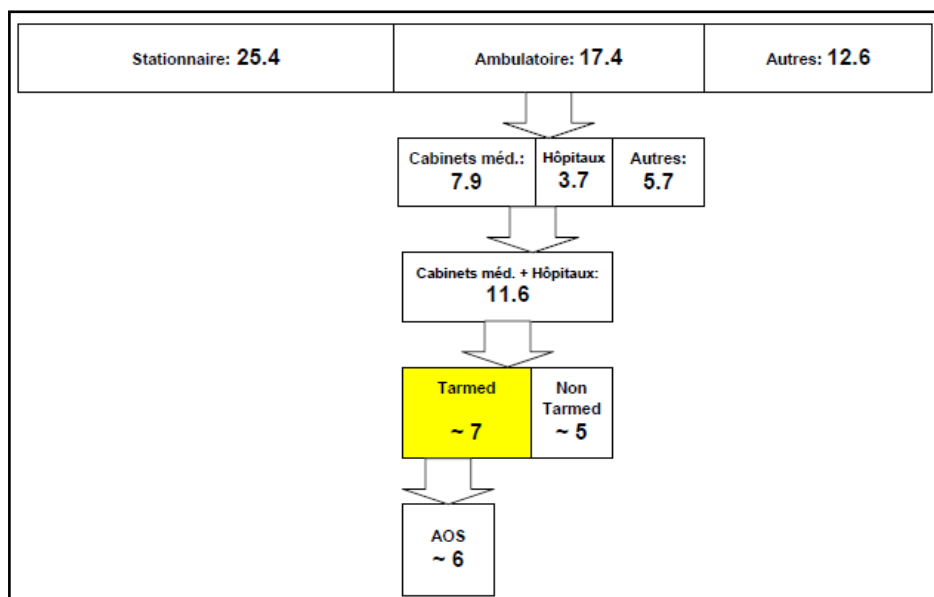 Stationnaire: 25.4
Ambulatoire: 17.4
Autres: 12.6
Cabinets méd.:
7.9
Hôpitaux
3.7
Autres:
5.7
Cabinets méd. + Hôpitaux:
11.6
Tarmed
~ 7
Non
Tarmed
~ 5
AOS
~ 6